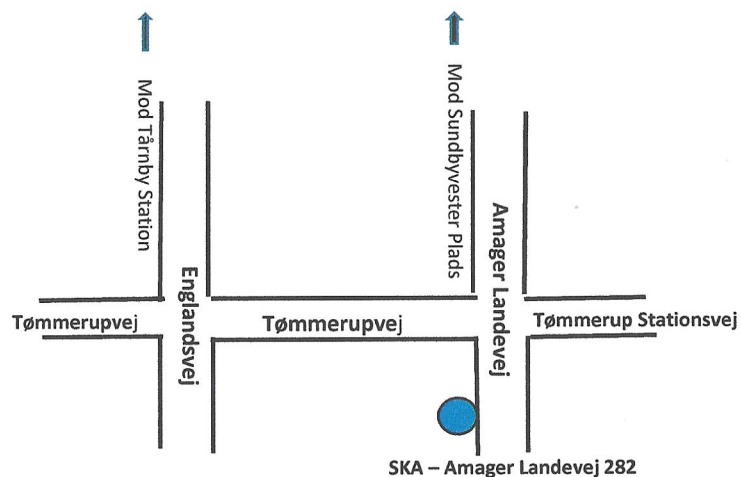 Mod Tårnby Station
Mod Sundbyvester Plads
Englandsvej
Amager Landevej
Tømmerupvej
Tømmerupvej
Tømmerup Stationsvej
SKA – Amager Landevej 282